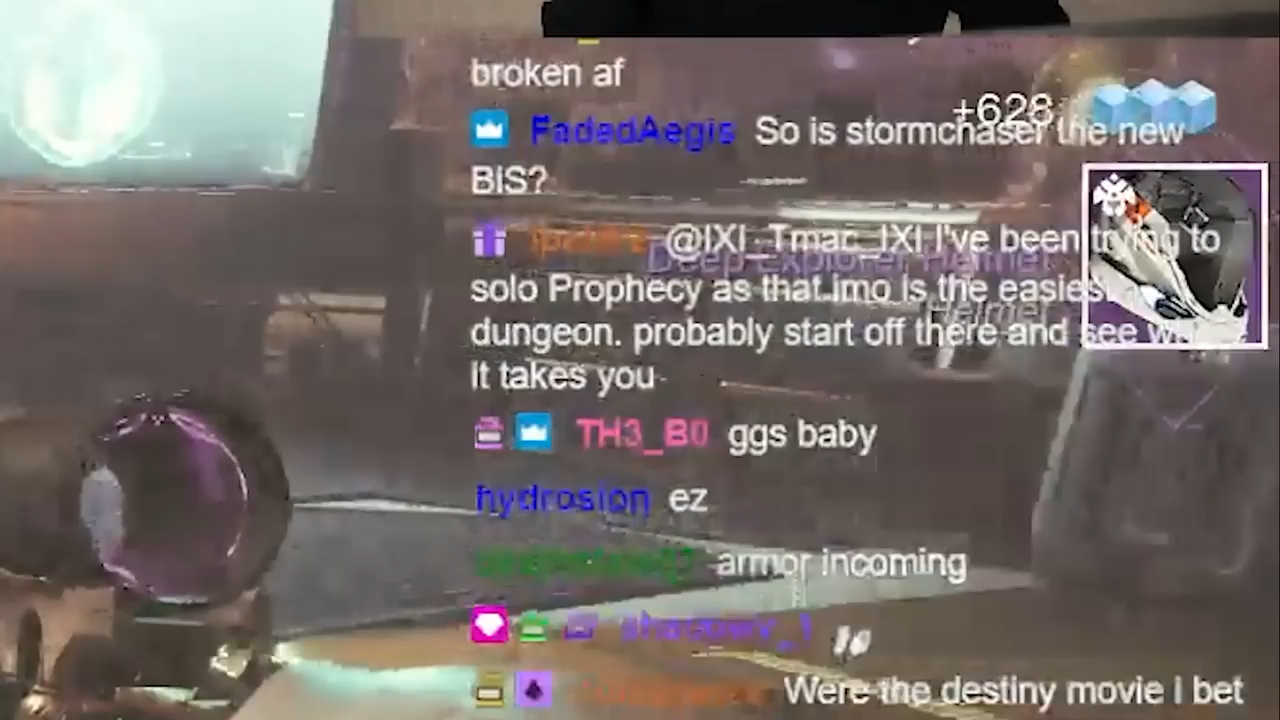 broken af
+628
FadedAegis So is stormchaser the new
BIS?
@IXI_Tmac_IXI I've been trying to
Deep Explorer Helmet
solo Prophecy as that imo is the easiest
Helmet
dungeon. probably start off there and see
it takes you
TH3_B0 ggs baby
hydrosion ez
armor incoming
shadowv_1
Were the destiny movie i bet